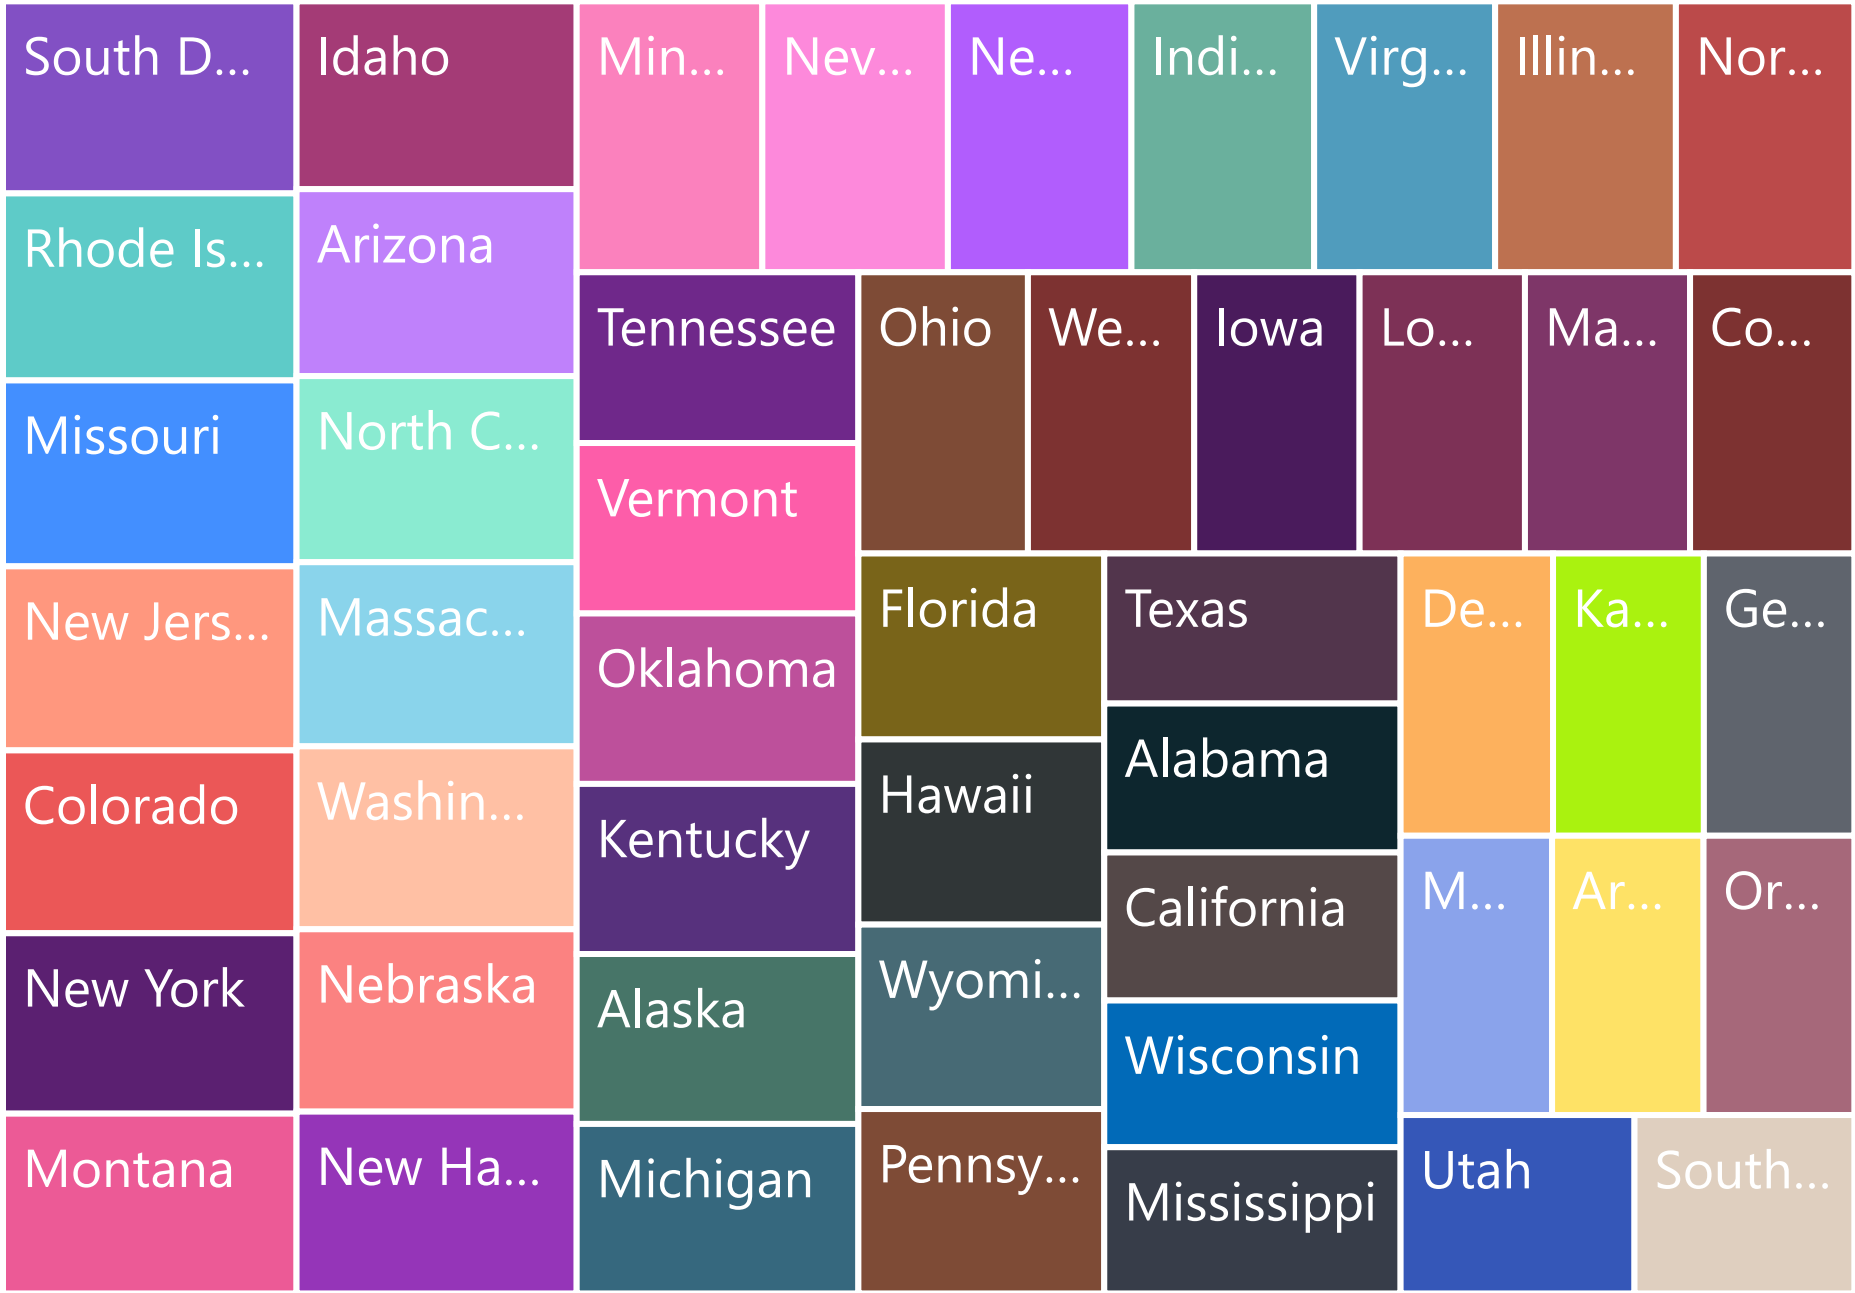 South D...
Rhode Is...
Missouri
New Jers...
Colorado
New York
Montana
Idaho
Arizona
North C...
Massac...
Washin...
Nebraska
New Ha...
Min...
Nev...
Ne...
Indi...
Virg...
Illin...
Nor...
Tennessee
Vermont
Oklahoma
Kentucky
Alaska
Michigan
Ohio
We...
Iowa
Lo...
Ma...
Co...
Florida
Hawaii
Wyomi...
Pennsy...
Texas
Alabama
California
Wisconsin
Mississippi
De...
Ka...
Ge...
M...
Ar...
Or...
Utah
South...